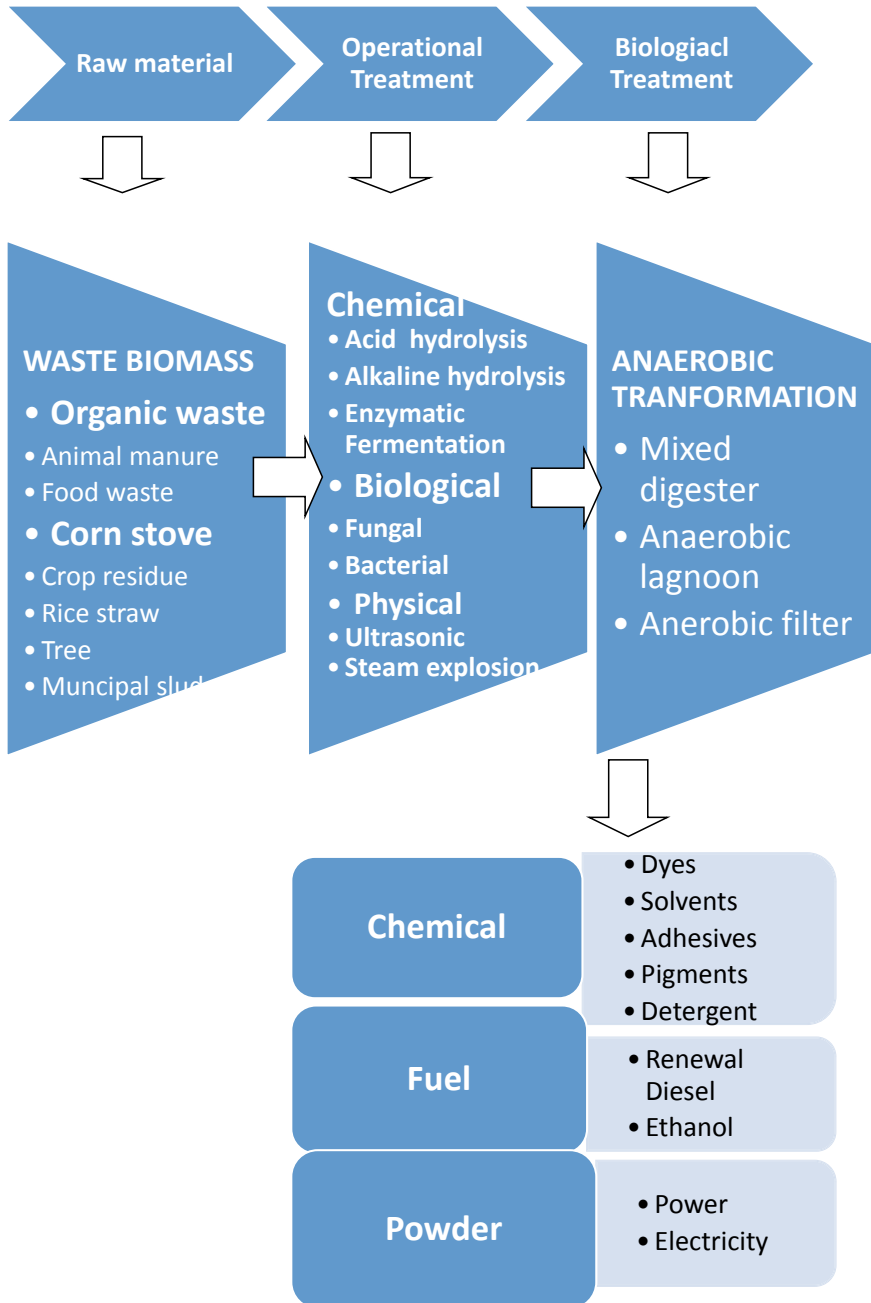 Raw material
Operational
Treatment
Biologiacl
Treatment
WASTE BIOMASS
• Organic waste
• Animal manure
• Food waste
• Corn stove
• Crop residue
• Rice straw
• Tree
• Muncipal slud
Chemical
• Acid hydrolysis
• Alkaline hydrolysis
• Enzymatic
Fermentation
• Biological
• Fungal
• Bacterial
• Physical
• Ultrasonic
• Steam explosion
ANAEROBIC
TRANFORMATION
• Mixed
digester
• Anaerobic
lagnoon
• Anerobic filter
Chemical
• Dyes
• Solvents
• Adhesives
• Pigments
• Detergent
Fuel
• Renewal
Diesel
• Ethanol
Powder
• Power
• Electricity